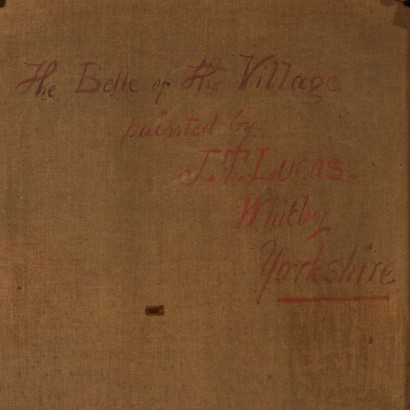 The Belle of the Village
painted by
J. T. Lucas-
Whitby
Yorkshire